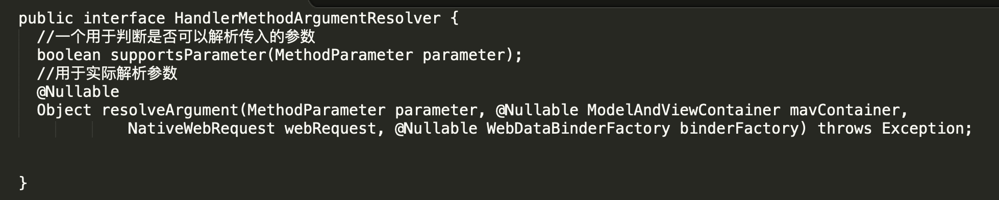 public interface HandlerMethodArgumentResolver {
//一个用于判断是否可以解析传入的参数
boolean supportsParameter(MethodParameter parameter);
//用于实际解析参数
@Nullable
Object resolveArgument(MethodParameter parameter, @Nullable ModelAndViewContainer mavContainer,
NativeWebRequest webRequest, @Nullable WebDataBinderFactory binderFactory) throws Exception;
}